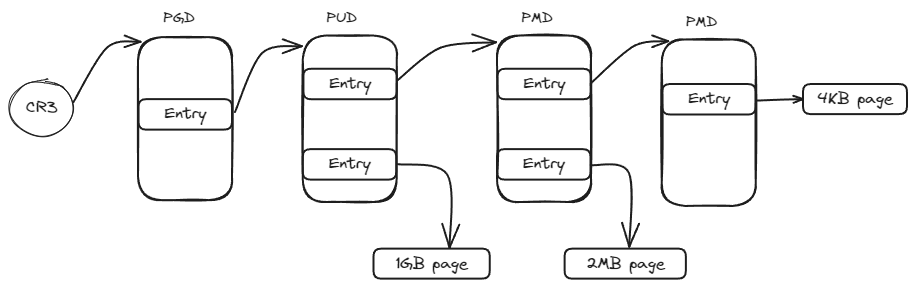 PGD
PUD
PMD
PMD
CR3
Entry
Entry
Entry
Entry
4KB page
Entry
Entry
1GB page
2MB page